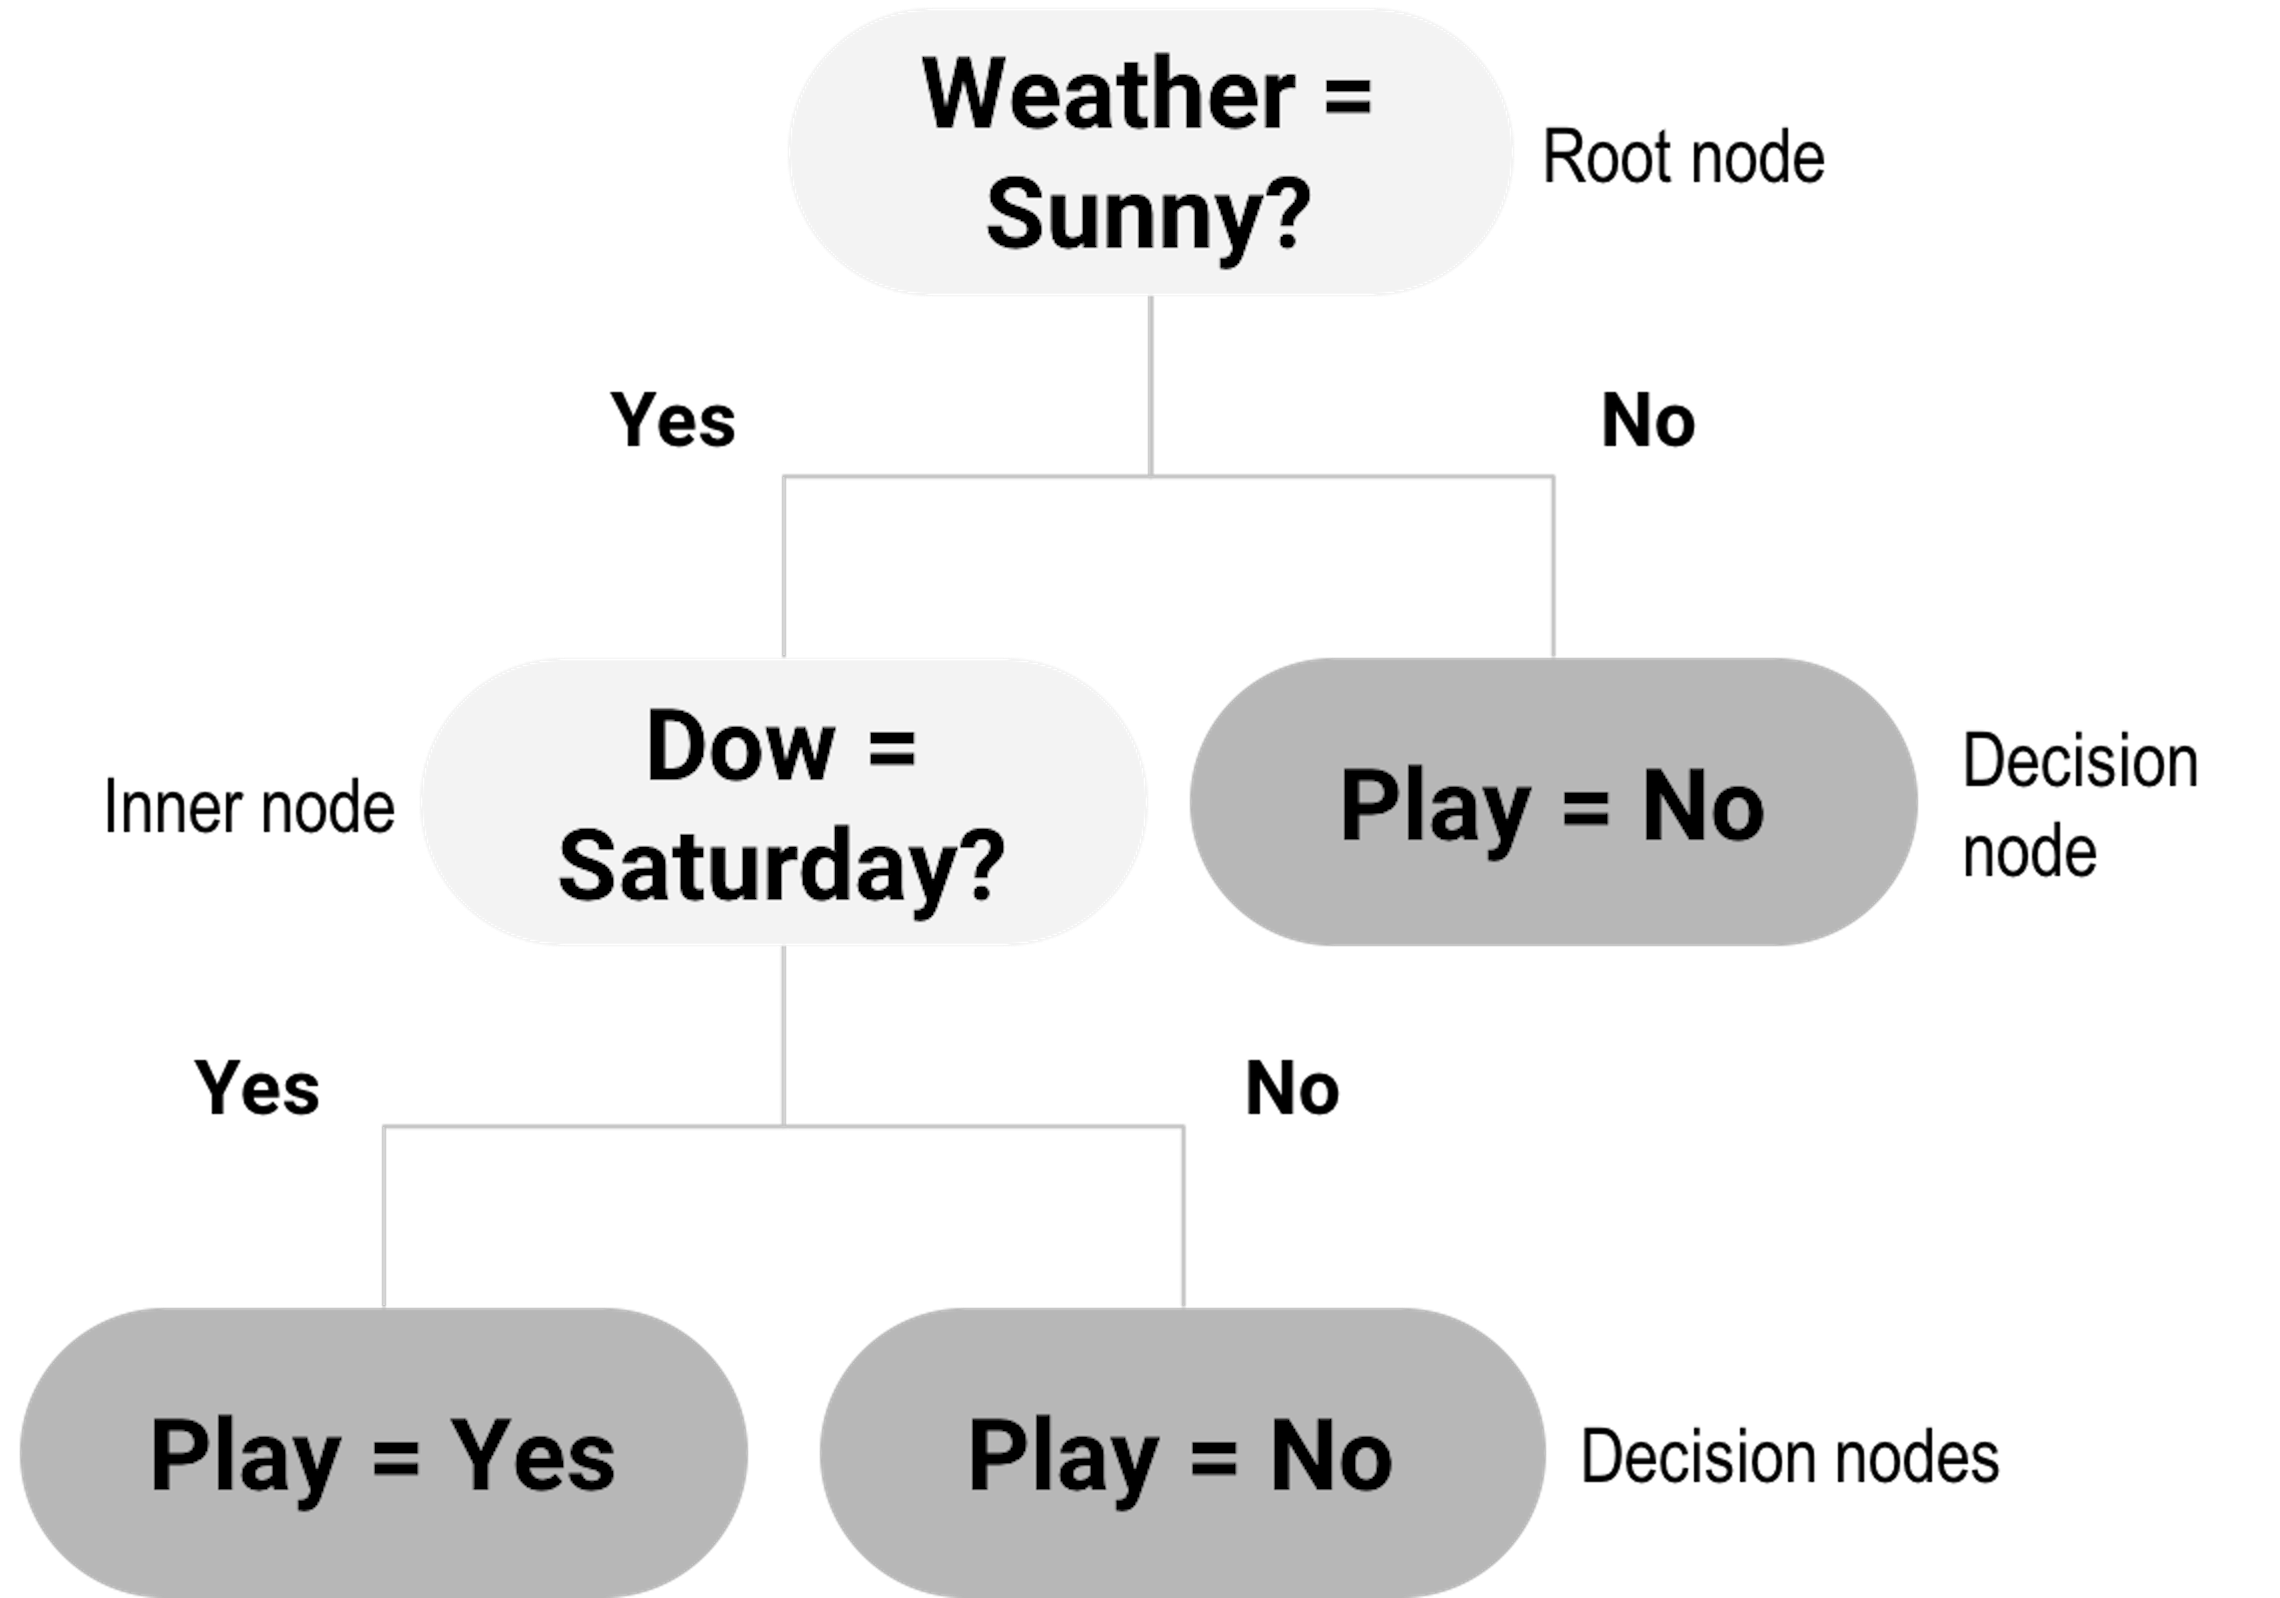 Weather =
Sunny?
Root node
Yes
No
Inner node
Dow =
Saturday?
Play = No
Decision
node
Yes
No
Play = Yes
Play = No
Decision nodes